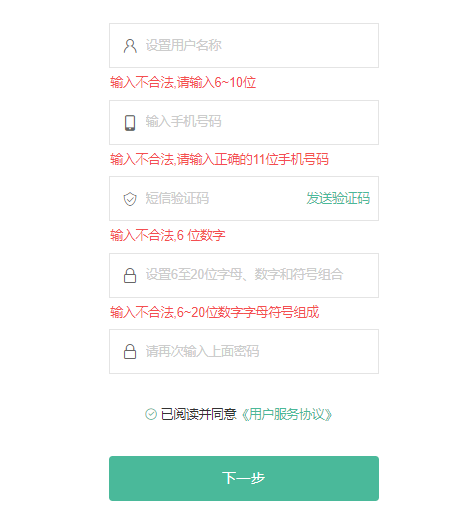 设置用户名称
输入不合法,请输入6~10位
输入手机号码
输入不合法,请输入正确的11位手机号码
短信验证码 发送验证码
输入不合法,6 位数字
设置6至20位字母、数字和符号组合
输入不合法,6~20位数字字母符号组成
请再次输入上面密码
已阅读并同意《用户服务协议》
下一步